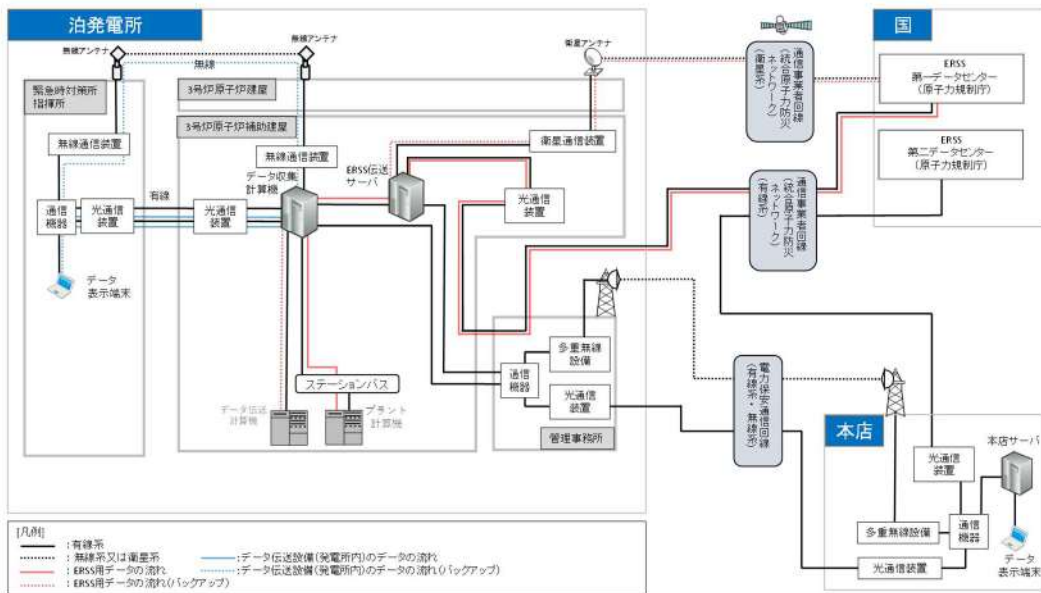 泊発電所
国
無線アンテナ
無線アンテナ
無線
衛星アンテナ
通信事業者回線
(統合原子力防災
ネットワーク)
(衛星系)
ERSS
第一データセンター
(原子力規制庁)
緊急時対策所
指揮所
3号炉原子炉建屋
3号炉原子炉補助建屋
無線通信装置
無線通信装置
衛星通信装置
ERSS
第二データセンター
(原子力規制庁)
データ収集
計算機
ERSS伝送
サーバ
有線
通信
機器
光通信
装置
光通信
装置
光通信
装置
通信事業者回線
(統合原子力防災
ネットワーク)
(有線系)
データ
表示端末
多重無線
設備
通信
機器
光通信
装置
管理事務所
電力保安通信回線
(有線系・無線系)
ステーションバス
データ伝送
計算機
プラント
計算機
本店
光通信
装置
本店サーバ
多重無線設備
通信
機器
データ
表示端末
光通信装置
[凡例]
:有線系
:無線系又は衛星系
:ERSS用データの流れ
:ERSS用データの流れ(バックアップ)
:データ伝送設備(発電所内)のデータの流れ
:データ伝送設備(発電所内)のデータの流れ(バックアップ)